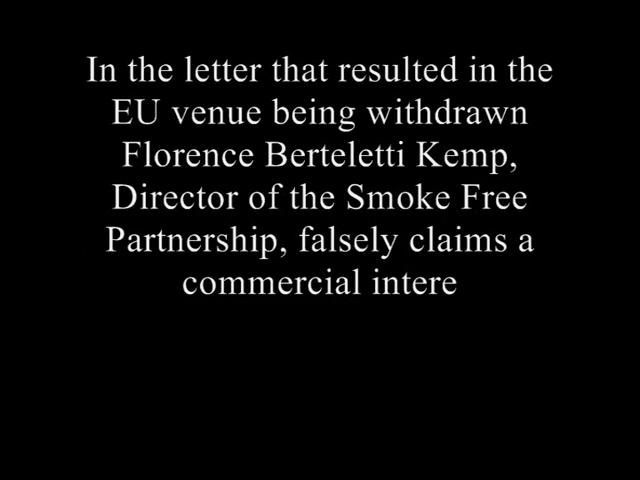 In the letter that resulted in the
EU venue being withdrawn
Florence Berteletti Kemp,
Director of the Smoke Free
Partnership, falsely claims a
commercial intere